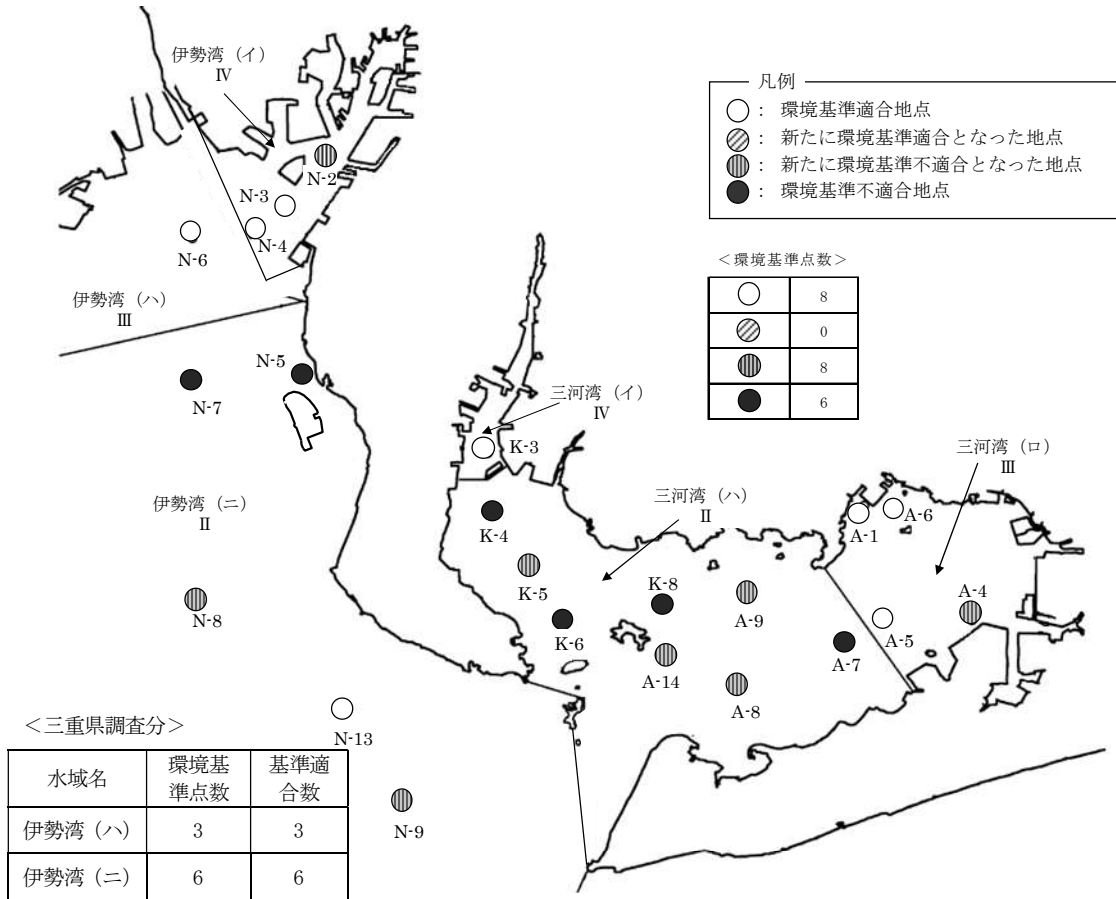 伊勢湾（イ）
Ⅳ
N-2
N-3
N-4
N-6
伊勢湾（ハ）
Ⅲ
N-5
N-7
伊勢湾（ニ）
Ⅱ
N-8
N-13
N-9
凡例
： 環境基準適合地点
： 新たに環境基準適合となった地点
： 新たに環境基準不適合となった地点
： 環境基準不適合地点
＜環境基準点数＞
8
0
8
6
三河湾（イ）
Ⅳ
K-3
三河湾（ロ）
Ⅲ
三河湾（ハ）
Ⅱ
A-6
A-1
K-4
K-5
K-8
A-9
A-4
K-6
A-5
A-7
A-14
A-8
＜三重県調査分＞
水域名 環境基準点数 基準適合数
伊勢湾（ハ） 3 3
伊勢湾（ニ） 6 6